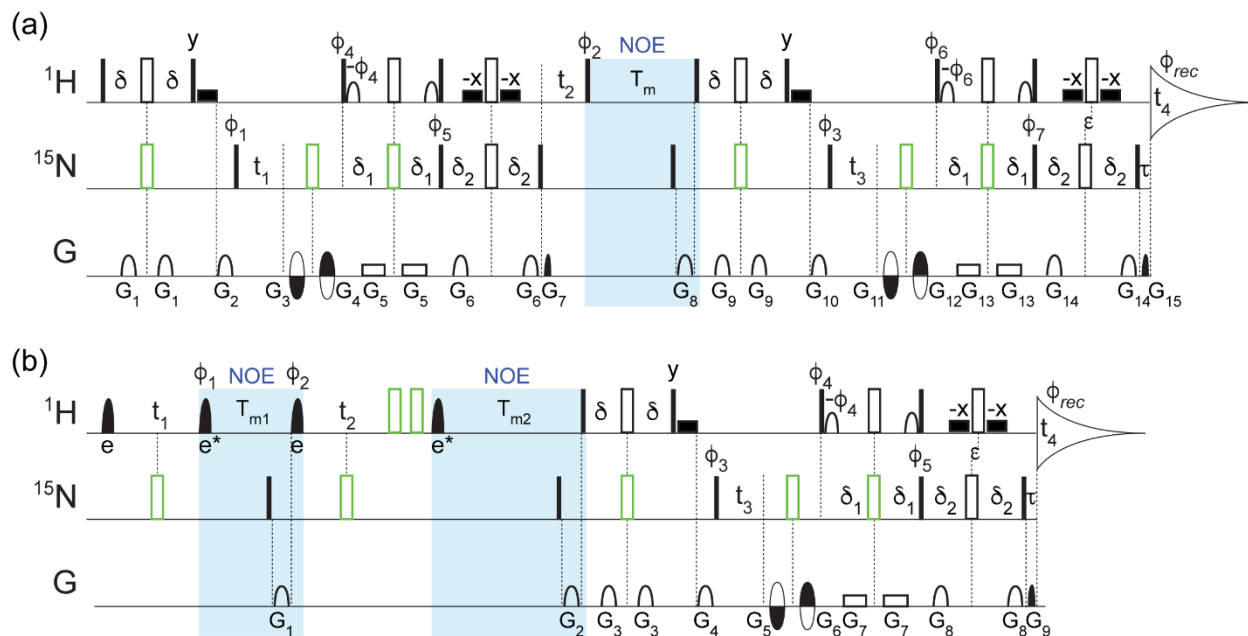 (a)
y ϕ4 ϕ2 NOE y ϕ6 ϕrec
¹H δ δ -ϕ4 -x -x t2 Tm δ δ -ϕ6 -x -x t4
ϕ1 ϕ5 ϕ3 ϕ7 ε
¹⁵N t1 δ1 δ1 δ2 δ2 t3 δ1 δ1 δ2 δ2 τ
G
G1 G1 G2 G3 G4 G5 G5 G6 G6 G7 G8 G9 G9 G10 G11 G12 G13 G13 G14 G14 G15
(b)
ϕ1 NOE ϕ2 NOE y ϕ4 ϕrec
¹H t1 Tm1 t2 Tm2 δ δ -ϕ4 -x -x t4
e e* e e* ϕ3 ϕ5 ε
¹⁵N t3 δ1 δ1 δ2 δ2 τ
G
G1 G2 G3 G3 G4 G5 G6 G7 G7 G8 G8 G9